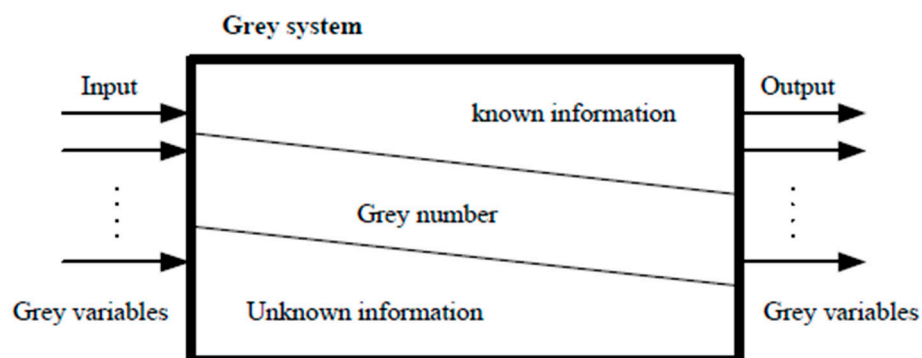 Grey system
Input
Output
known information
Grey number
Unknown information
Grey variables
Grey variables